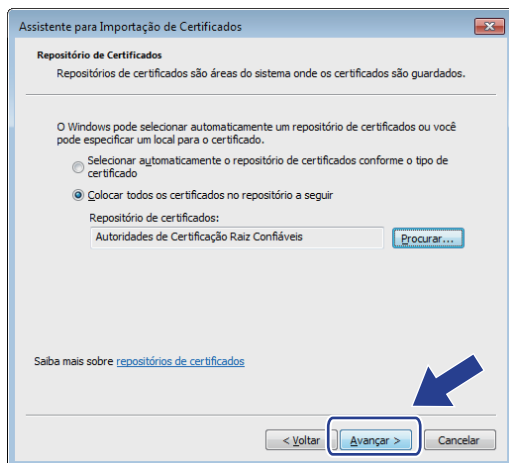 Assistente para Importação de Certificados
Repositório de Certificados
Repositórios de certificados são áreas do sistema onde os certificados são guardados.
O Windows pode selecionar automaticamente um repositório de certificados ou você
pode especificar um local para o certificado.
Selecionar automaticamente o repositório de certificados conforme o tipo de
certificado
Colocar todos os certificados no repositório a seguir
Repositório de certificados:
Autoridades de Certificação Raiz Confiáveis
Procurar...
Saiba mais sobre repositórios de certificados
< Voltar
Avançar >
Cancelar